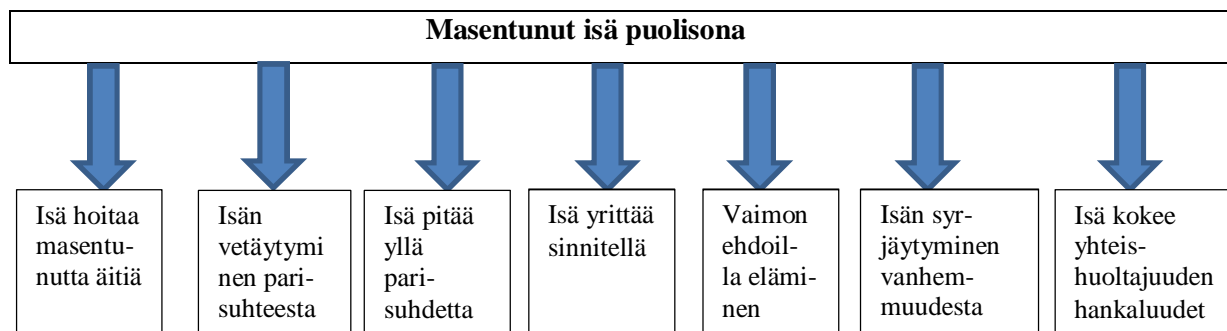 Masentunut isä puolisona
Isä hoitaa
masentu-
nutta äitiä
Isän
vetäytymi
nen pari-
suhteesta
Isä pitää
yllä
pari-
suhdetta
Isä yrittää
sinnitellä
Vaimon
ehdoil-
la elämi-
nen
Isän syr-
jäytyminen
vanhem-
muudesta
Isä kokee
yhteis-
huoltajuuden
hankaluudet